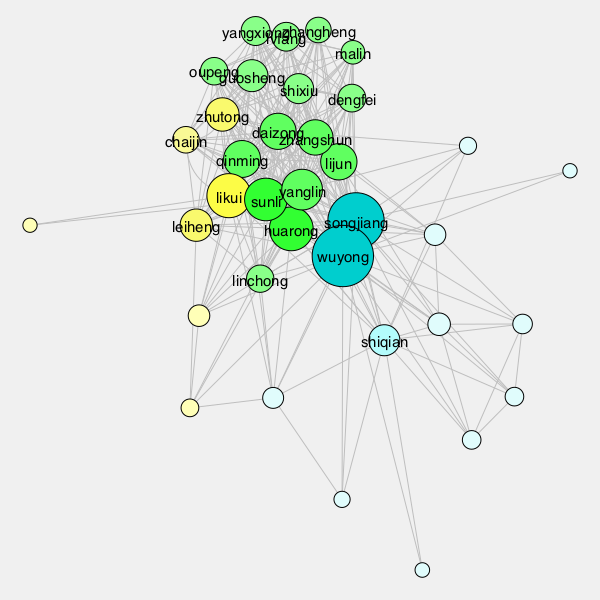 yangxiong
lvfang
zhangheng
malin
oupeng
guosheng
shixiu
dengfei
zhutong
daizong
zhangshun
chaijin
qinming
lijun
likui
sunli
yanglin
songjiang
leiheng
huarong
wuyong
linchong
shiqian